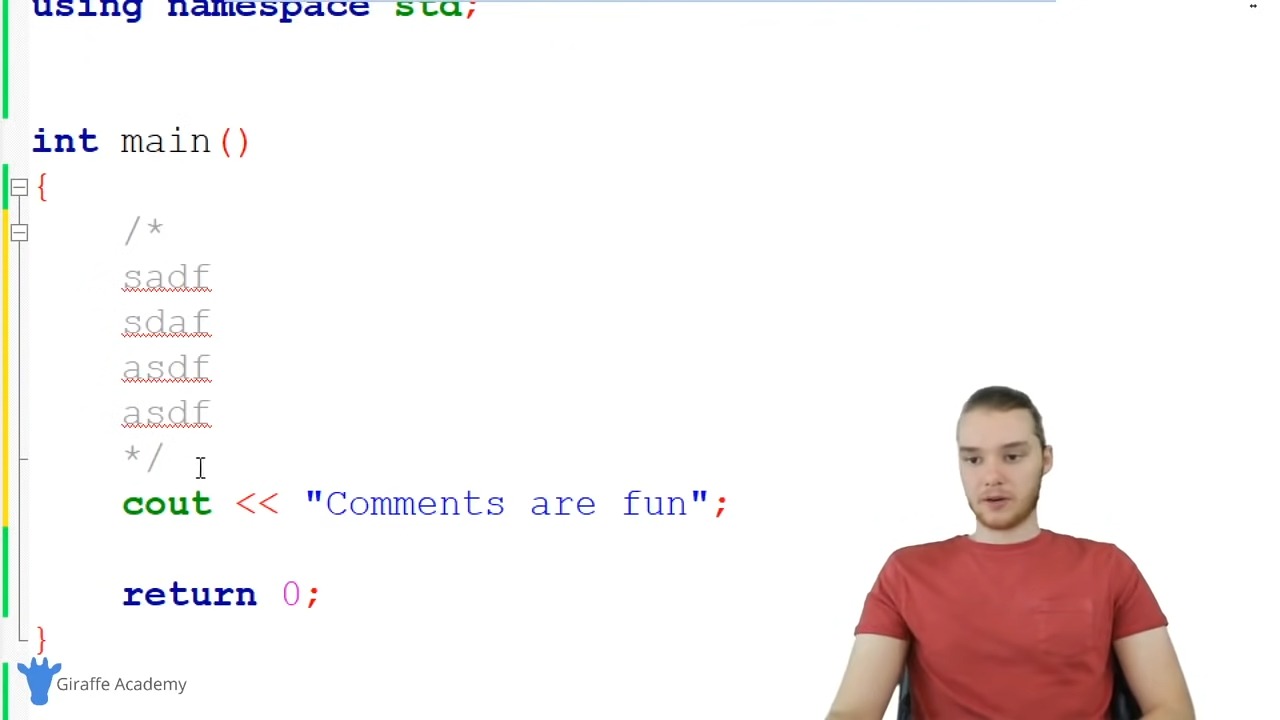 using namespace std;
int main()
{
/*
sadf
sdaf
asdf
asdf
*/
cout << "Comments are fun";
return 0;
}
Giraffe Academy